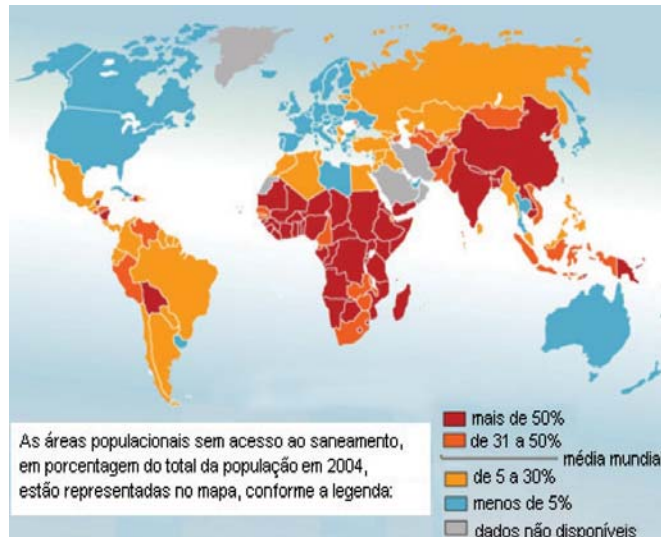 As áreas populacionais sem acesso ao saneamento,
em porcentagem do total da população em 2004,
estão representadas no mapa, conforme a legenda:
mais de 50%
de 31 a 50%
média mundial
de 5 a 30%
menos de 5%
dados não disponíveis